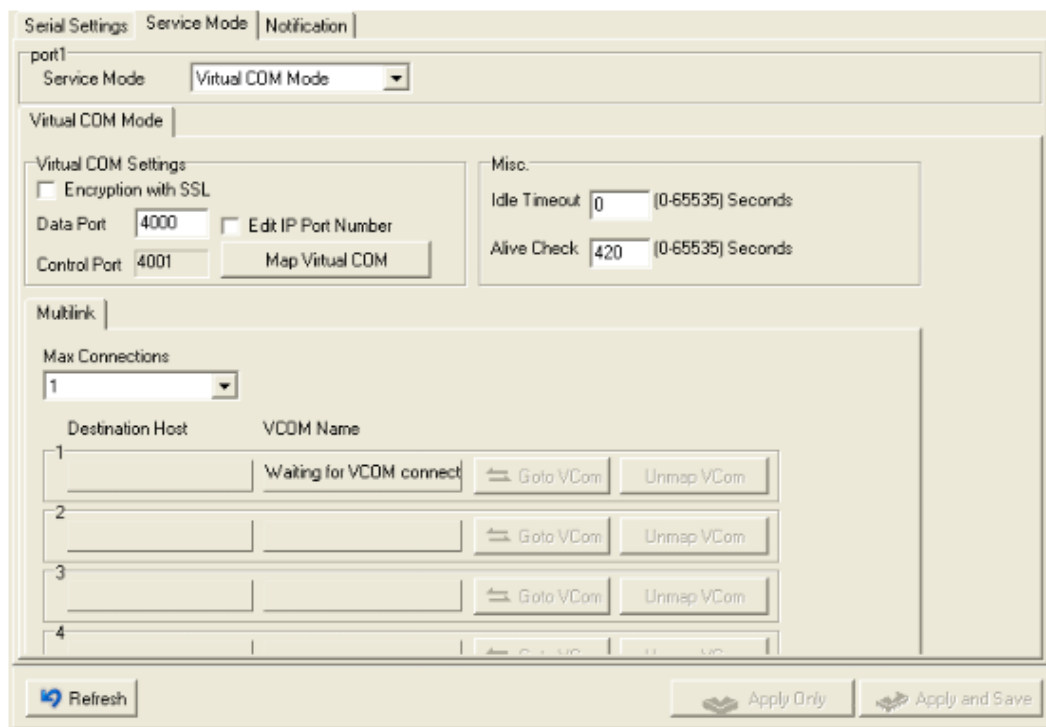 Serial Settings Service Mode Notification
port1
Service Mode Virtual COM Mode
Virtual COM Mode
Virtual COM Settings Misc.
Encryption with SSL
Idle Timeout 0 (0-65535) Seconds
Data Port 4000 Edit IP Port Number
Alive Check 420 (0-65535) Seconds
Control Port 4001 Map Virtual COM
Multilink
Max Connections
1
Destination Host VCOM Name
1
Waiting for VCOM connect Goto VCom Unmap VCom
2
Goto VCom Unmap VCom
3
Goto VCom Unmap VCom
4
Refresh Apply Only Apply and Save